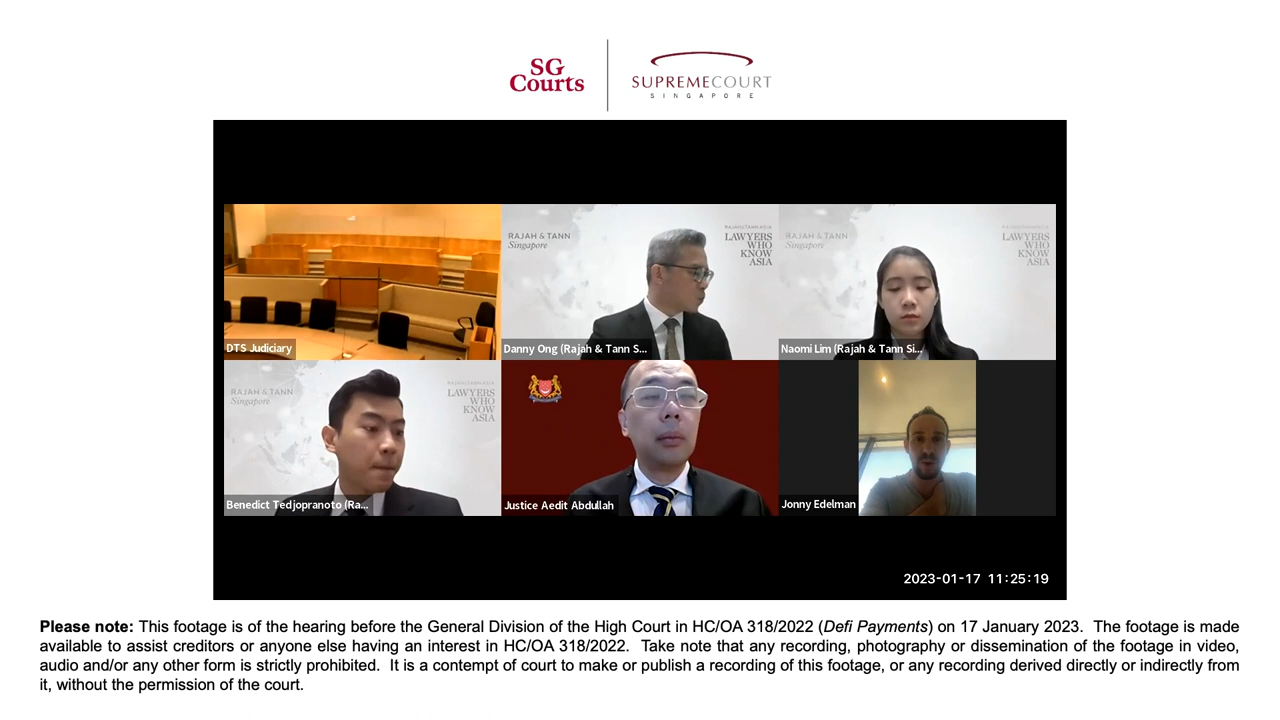 SG
Courts
SUPREMECOURT
SINGAPORE
RAJAH & TANN
Singapore
LAWYERS
WHO
KNOW
ASIA
RAJAH & TANN
Singapore
LAWYERS
WHO
KNOW
ASIA
DTS Judiciary
Danny Ong (Rajah & Tann S...
Naomi Lim (Rajah & Tann Si...
RAJAH & TANN
Singapore
LAWYERS
WHO
KNOW
ASIA
Benedict Tedjopranoto (Ra...
Justice Aedit Abdullah
Jonny Edelman
2023-01-17 11:25:19
Please note: This footage is of the hearing before the General Division of the High Court in HC/OA 318/2022 (Defi Payments) on 17 January 2023. The footage is made
available to assist creditors or anyone else having an interest in HC/OA 318/2022. Take note that any recording, photography or dissemination of the footage in video,
audio and/or any other form is strictly prohibited. It is a contempt of court to make or publish a recording of this footage, or any recording derived directly or indirectly from
it, without the permission of the court.